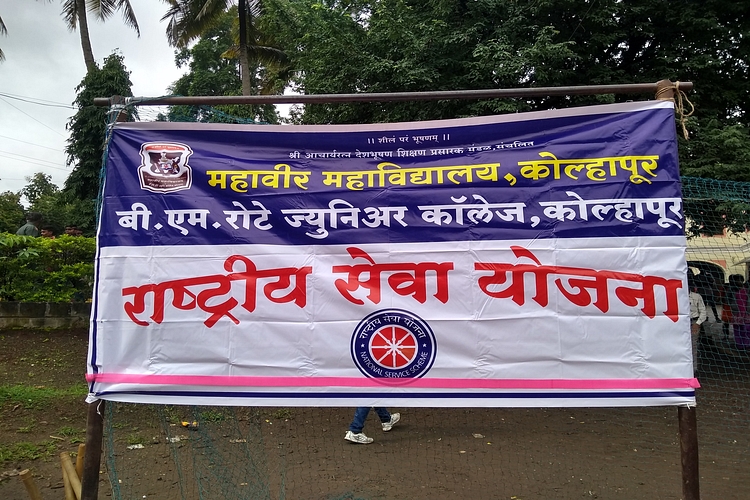 ।। शीलं परं भूषणम् ।।
श्री आचार्यरत्न देशभूषण शिक्षण प्रसारक मंडळ,संचलित
महावीर महाविद्यालय,कोल्हापूर
बी.एम.रोटे ज्युनिअर कॉलेज,कोल्हापूर
राष्ट्रीय सेवा योजना
राष्ट्रीय सेवा योजना
NATIONAL SERVICE SCHEME